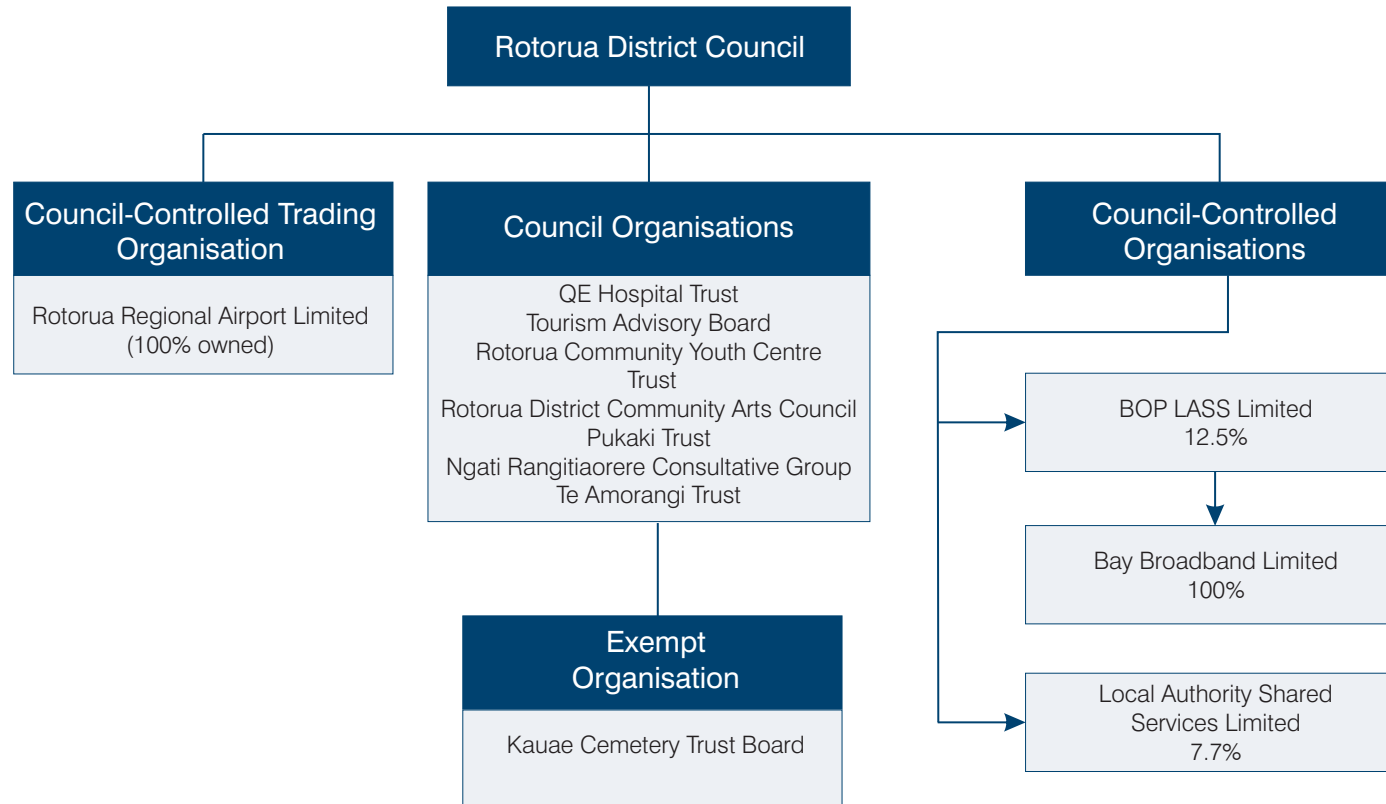 Rotorua District Council
Council-Controlled Trading
Organisation
Rotorua Regional Airport Limited
(100% owned)
Council Organisations
QE Hospital Trust
Tourism Advisory Board
Rotorua Community Youth Centre
Trust
Rotorua District Community Arts Council
Pukaki Trust
Ngati Rangitiaorere Consultative Group
Te Amorangi Trust
Exempt
Organisation
Kauae Cemetery Trust Board
Council-Controlled
Organisations
BOP LASS Limited
12.5%
Bay Broadband Limited
100%
Local Authority Shared
Services Limited
7.7%